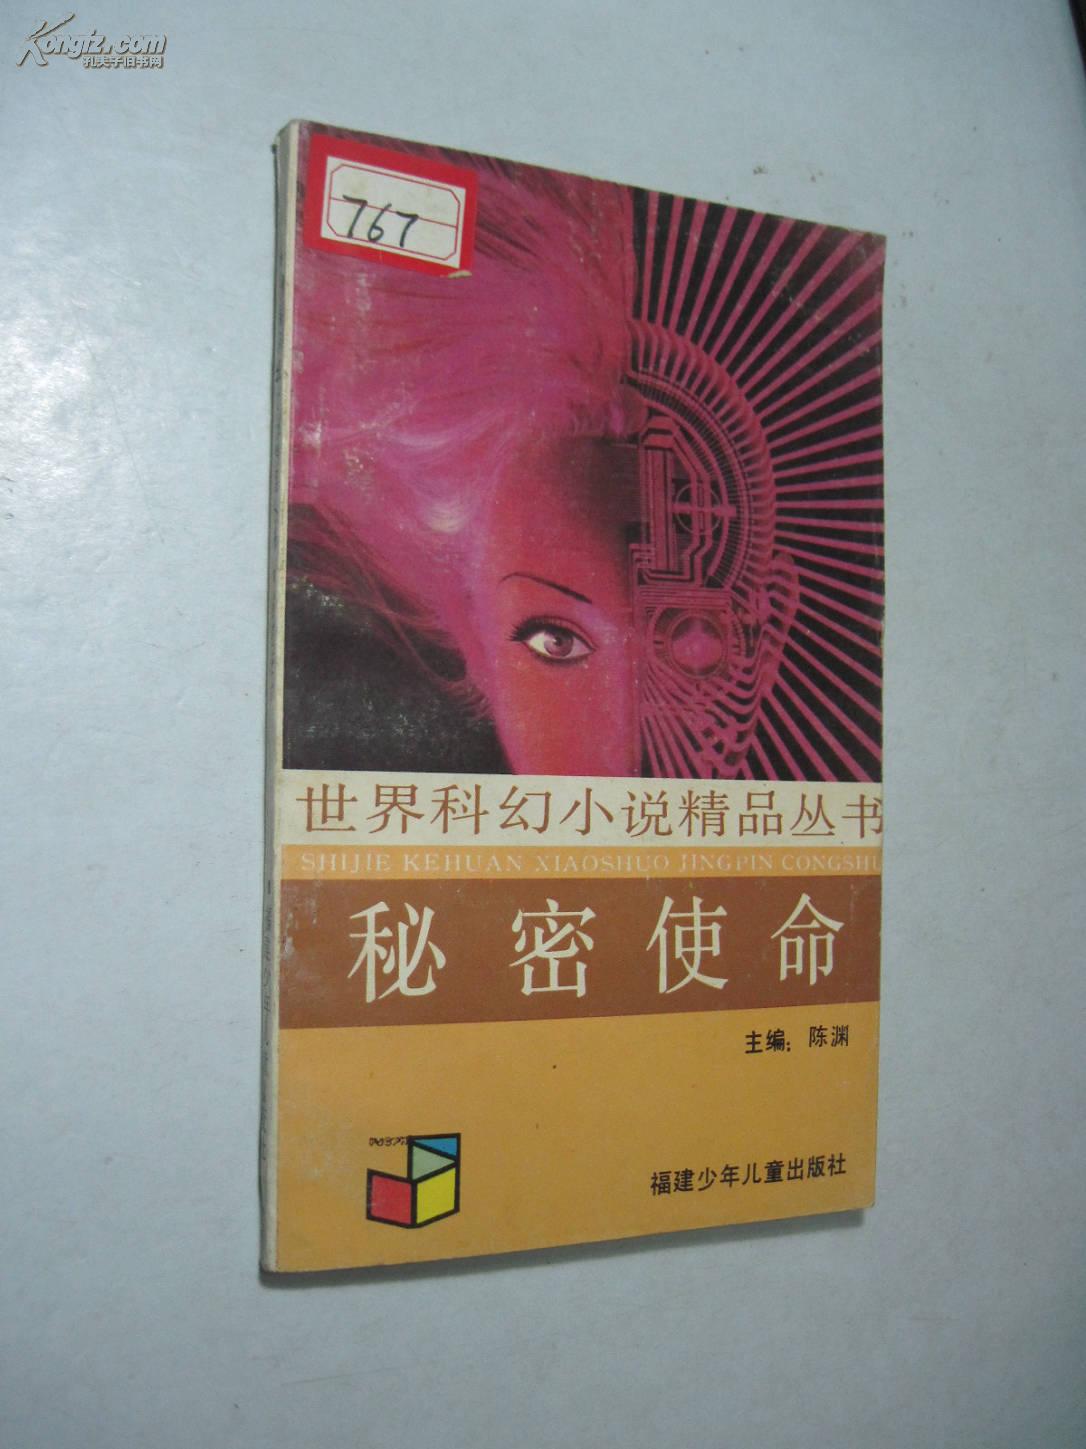 Kongfz.com
孔夫子旧书网
767
世界科幻小说精品丛书
SHIJIE KEHUAN XIAOSHUO JINGPIN CONGSHU
秘密使命
主编：陈渊
福建少年儿童出版社